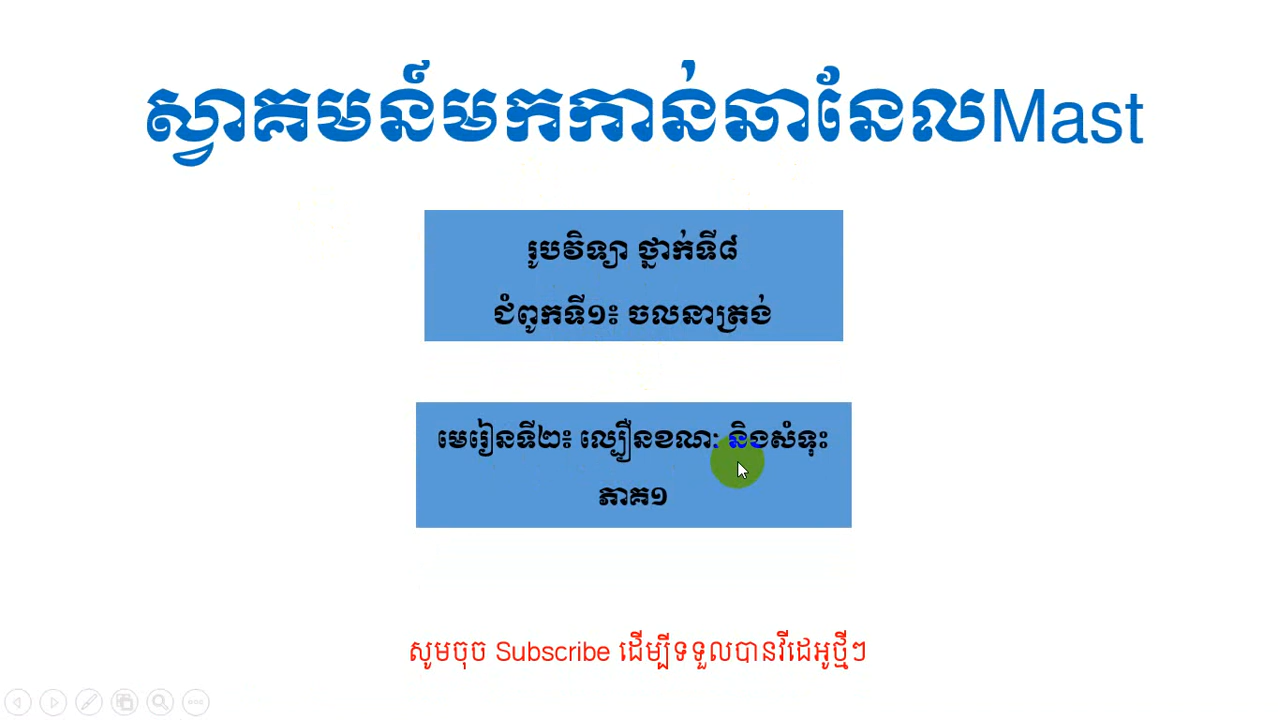 ស្វាគមន៍មកកាន់ឆានែលMast
រូបវិទ្យា ថ្នាក់ទី៨
ជំពូកទី១៖ ចលនាត្រង់
មេរៀនទី២៖ ល្បឿនខណៈ និងសំទុះ
ភាគ១
សូមចុច Subscribe ដើម្បីទទួលបានវីដេអូថ្មីៗ